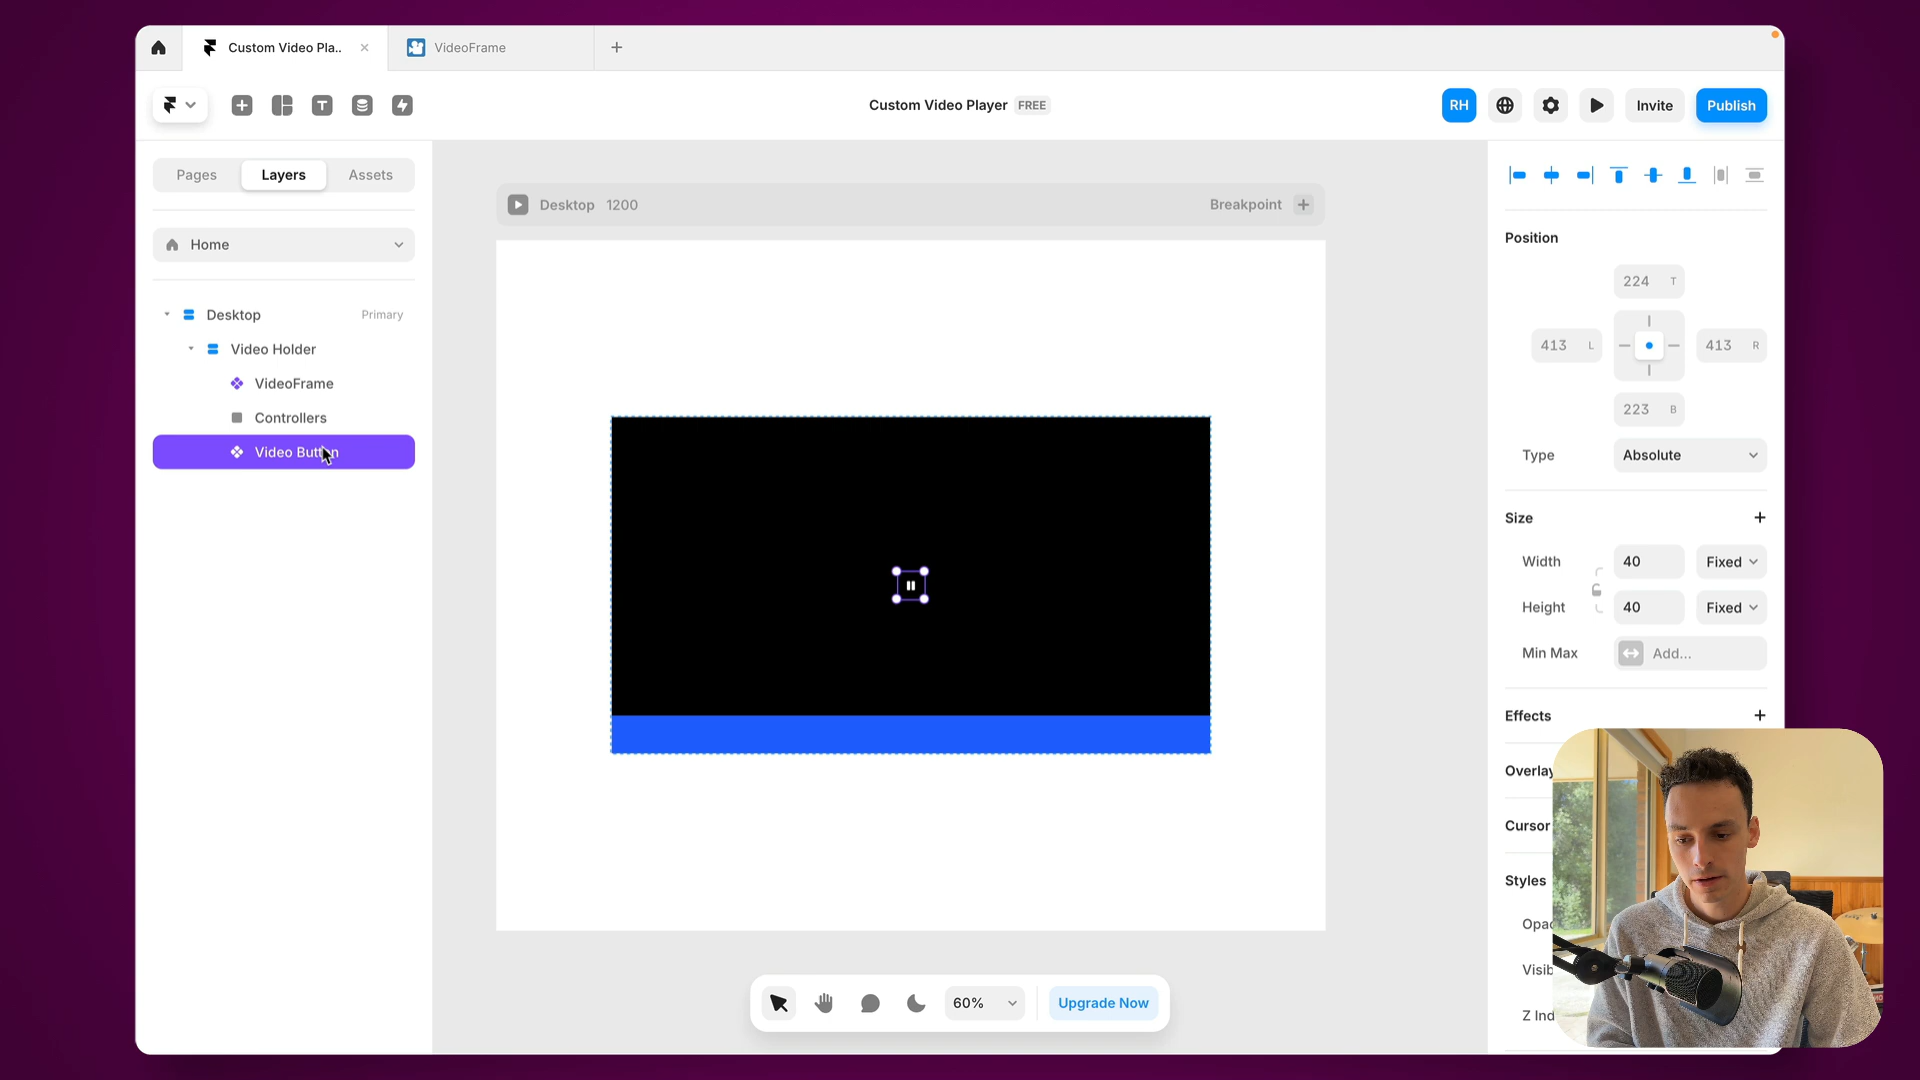 Custom Video Pla..
VideoFrame
Custom Video Player FREE
RH
Invite
Publish
Pages
Layers
Assets
Home
Desktop
Primary
Video Holder
VideoFrame
Controllers
Video Button
Desktop 1200
Breakpoint
Position
224 T
413 L
413 R
223 B
Type
Absolute
Size
Width
40
Fixed
Height
40
Fixed
Min Max
Add...
Effects
Overlay
Cursor
Styles
Opac
Visib
Z Ind
60%
Upgrade Now